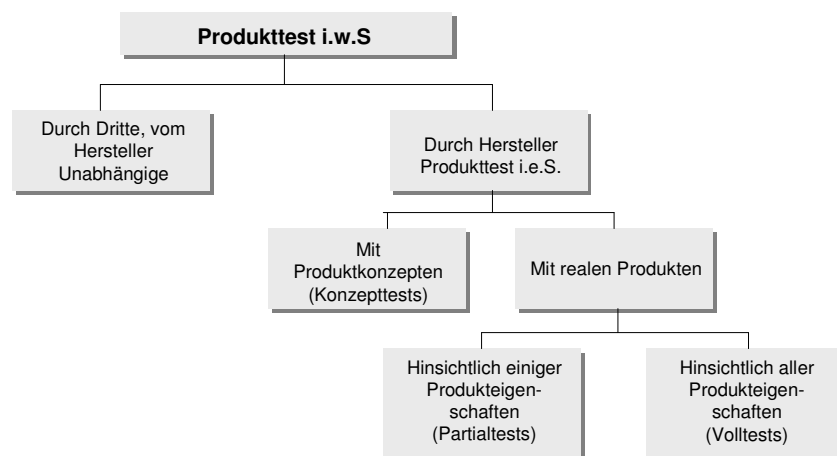 Produkttest i.w.S
Durch Dritte, vom
Hersteller
Unabhängige
Durch Hersteller
Produkttest i.e.S.
Mit
Produktkonzepten
(Konzepttests)
Mit realen Produkten
Hinsichtlich einiger
Produkteigen-
schaften
(Partialtests)
Hinsichtlich aller
Produkteigen-
schaften
(Volltests)